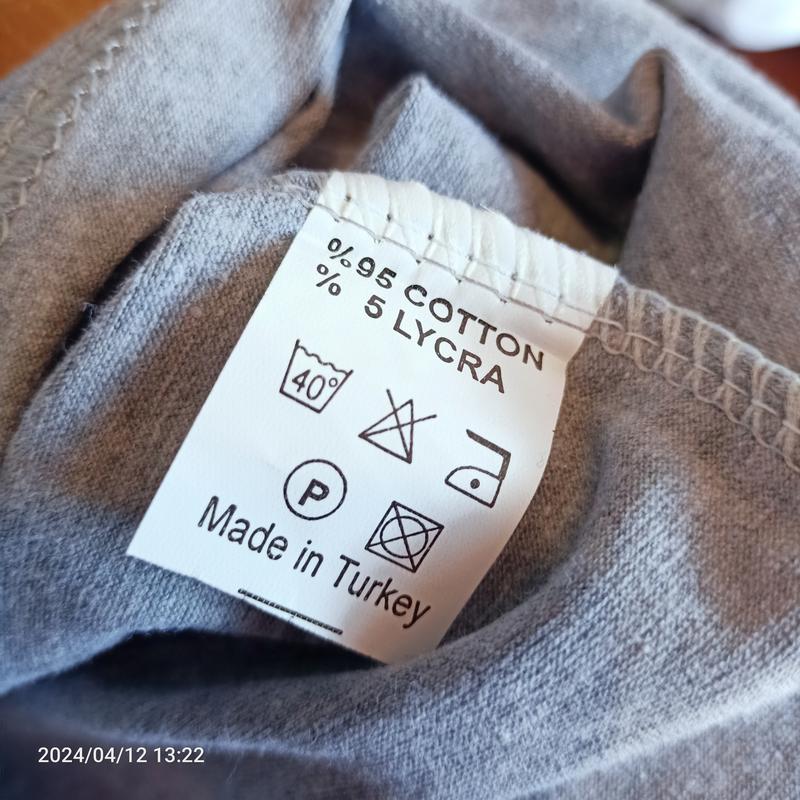 %95 COTTON
% 5 LYCRA
40°
P
Made in Turkey
2024/04/12 13:22